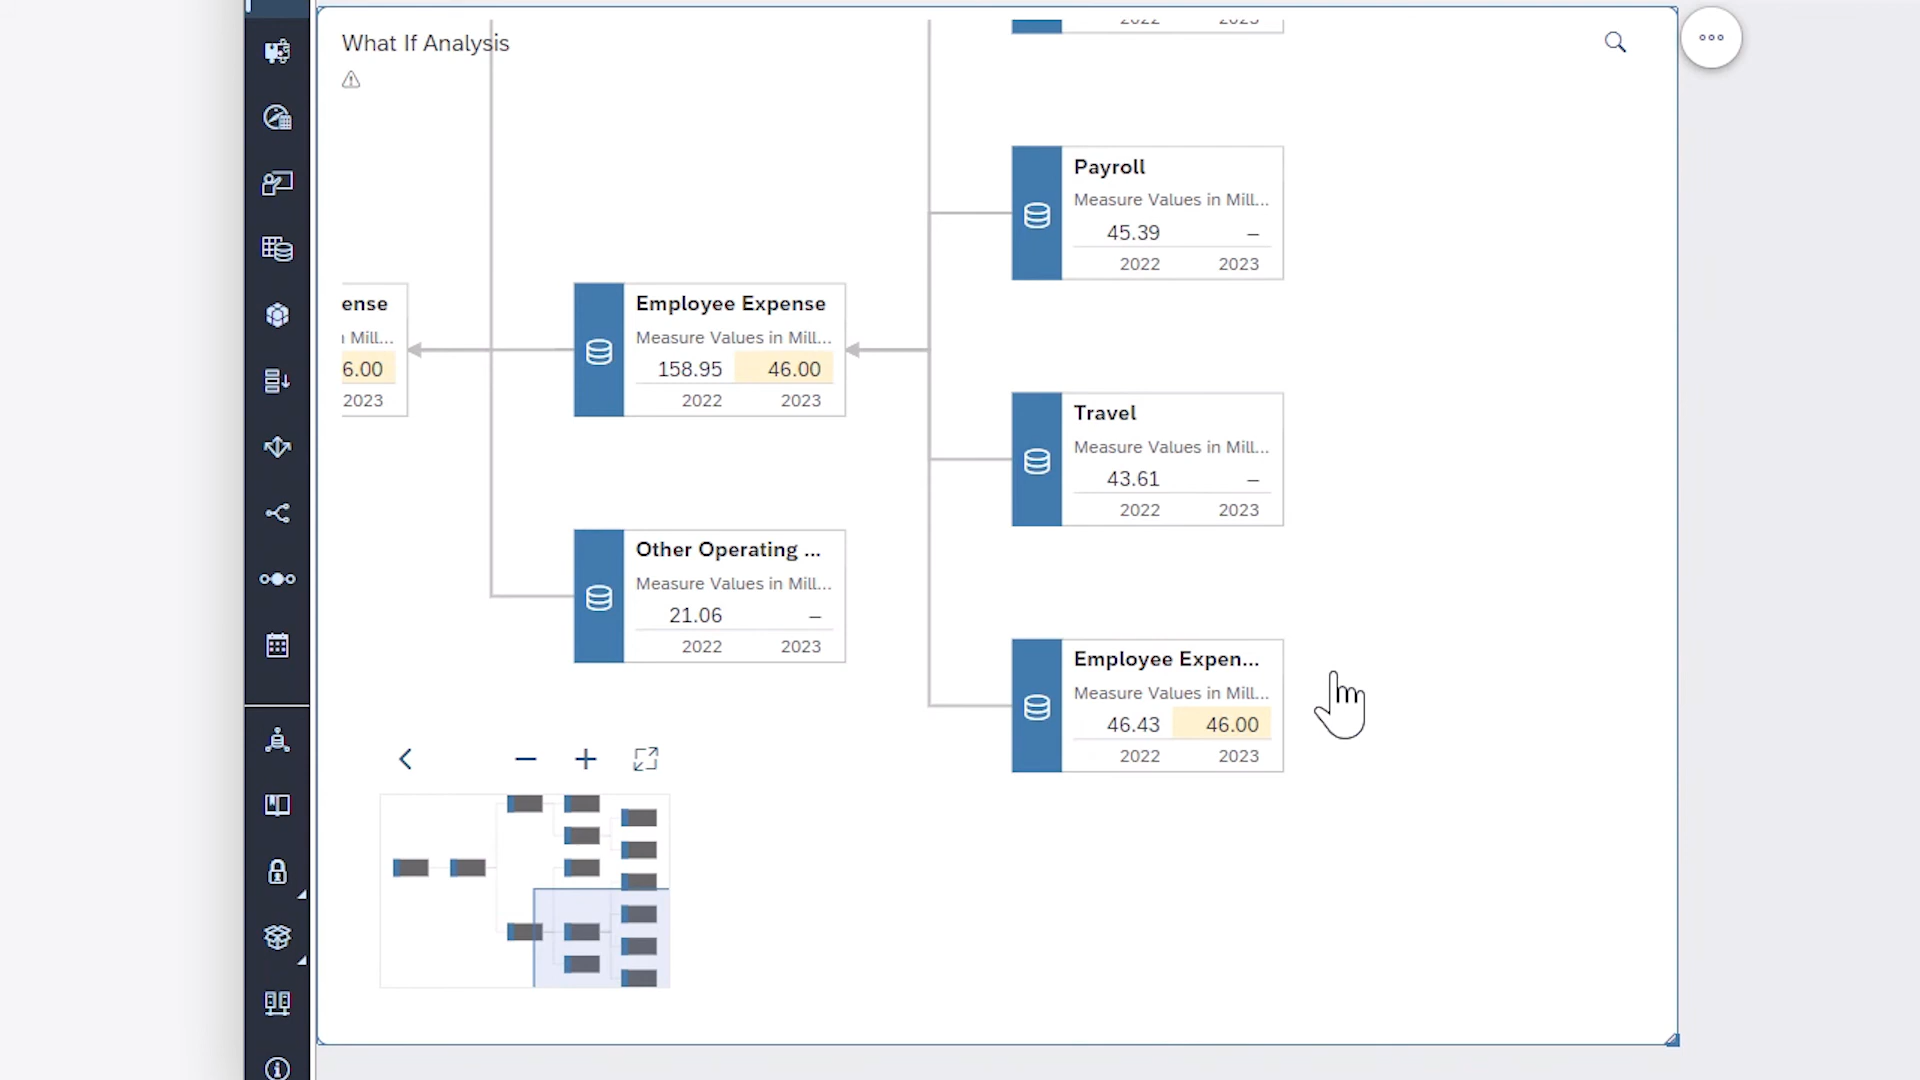 2022 2023
What If Analysis
Payroll
Measure Values in Mill...
45.39 –
2022 2023
ense
Mill...
6.00
2023
Employee Expense
Measure Values in Mill...
158.95 46.00
2022 2023
Travel
Measure Values in Mill...
43.61 –
2022 2023
Other Operating ...
Measure Values in Mill...
21.06 –
2022 2023
Employee Expen...
Measure Values in Mill...
46.43 46.00
2022 2023